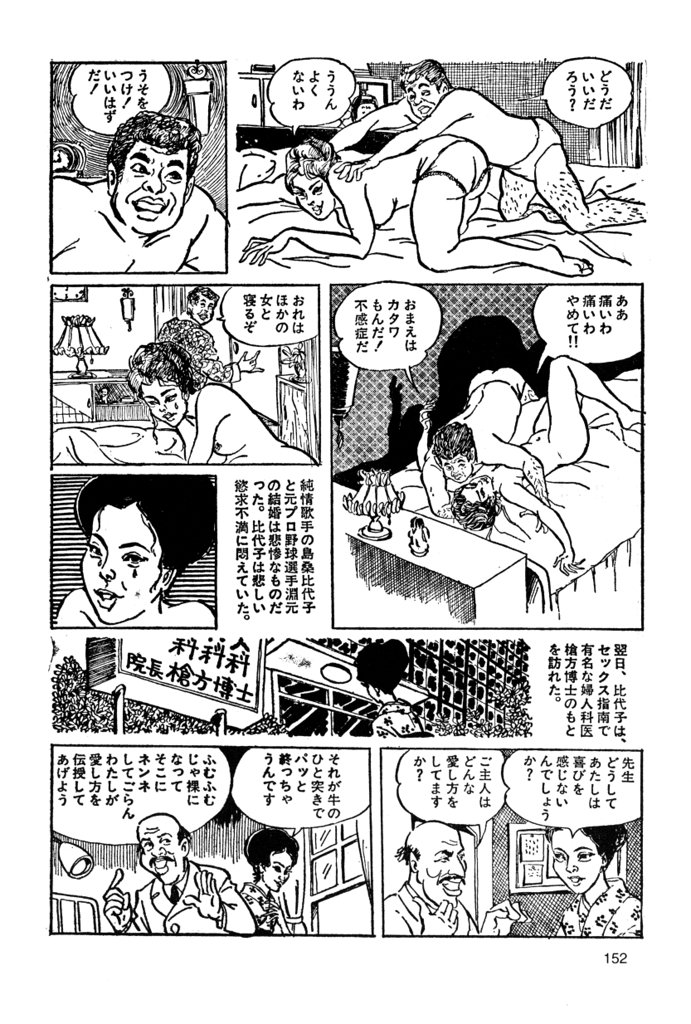 どうだ
いいだ
ろう?
ううん
よく
ないわ
うそを
つけ!
いいはず
だ!
ああ
痛いわ
痛いわ
やめて!!
おまえは
カタワ
もんだ!
不感症だ
おれは
ほかの
女と
寝るぞ
純情歌手の島桑比代子
と元プロ野球選手淵元
の結婚は悲惨なものだ
った。比代子は悲しい
慾求不満に悶えていた。
翌日、比代子は、
セックス指南で
有名な婦人科医
槍方博士のもと
を訪れた。
人
科科科
院長槍方博士
先生
どうして
あたしは
喜びを
感じない
んでしょう
か?
ご主人は
どんな
愛し方を
してます
か?
それが牛の
ひと突きで
パッと
終っちゃ
うんです
ふむふむ
じゃ裸に
なって
そこに
ネンネ
してごらん
わたしが
愛し方を
伝授して
あげよう
152